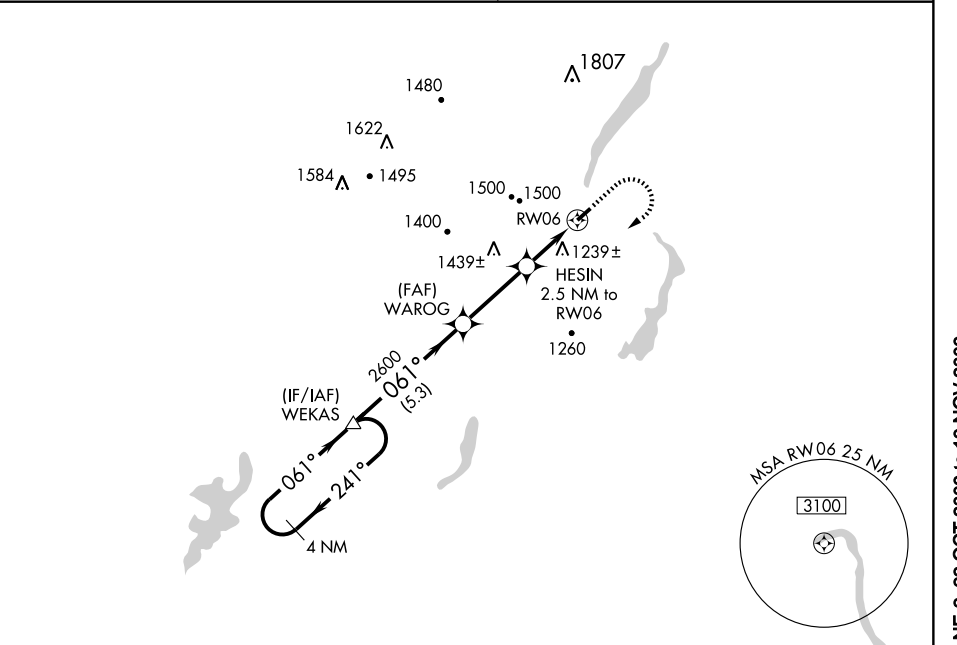 1807
1480
1622
1584
1495
1500
1500
RW06
1400
1439±
1239±
HESIN
2.5 NM to
RW06
(FAF)
WAROG
1260
2600
061°
(5.3)
(IF/IAF)
WEKAS
061°
241°
4 NM
MSA RW06 25 NM
3100